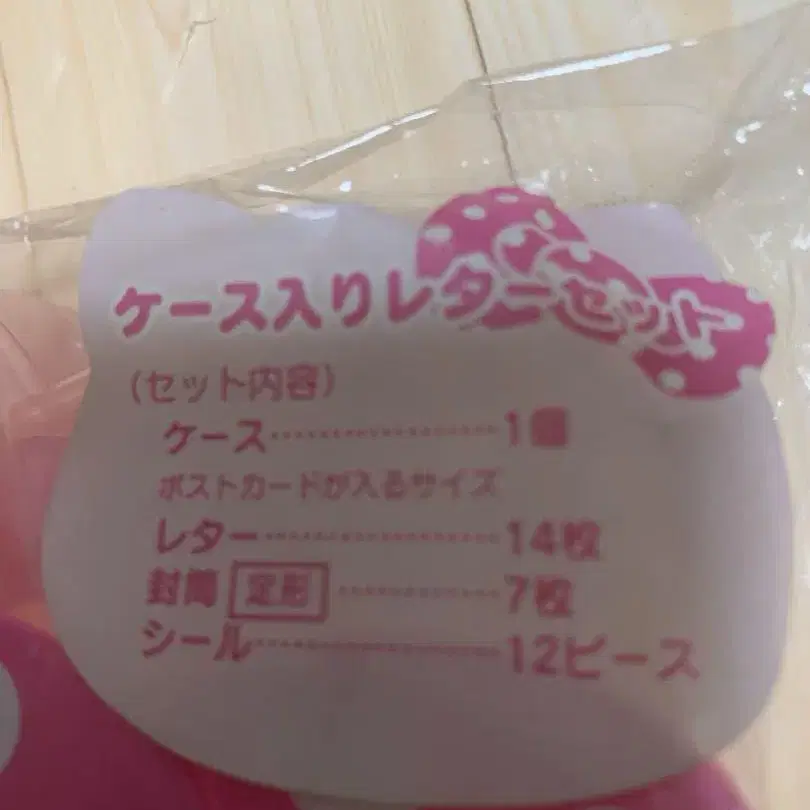 ケース入りレターセット
(セット内容)
ケース…………………1個
ポストカードが入るサイズ
レター…………………14枚
封筒 定形 ……………7枚
シール…………………12ピース